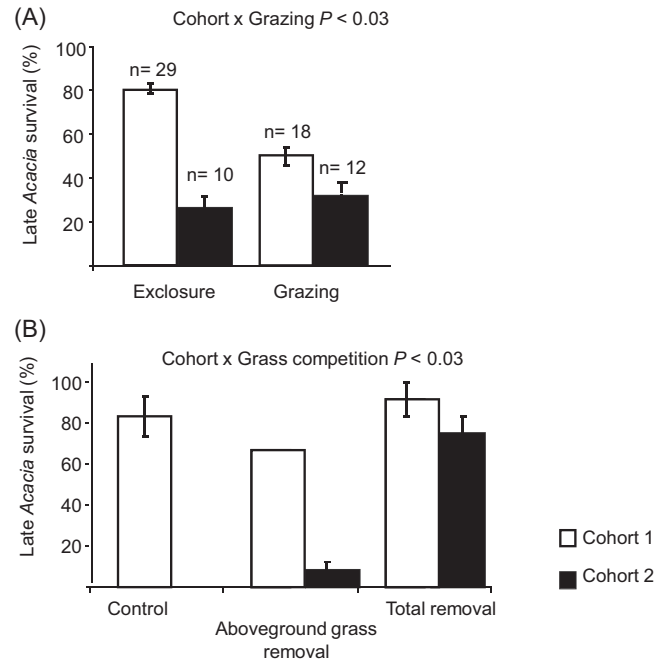 (A)
Cohort x Grazing P < 0.03
Late Acacia survival (%)
100
80
60
40
20
n= 29
n= 10
n= 18
n= 12
Exclosure
Grazing
(B)
Cohort x Grass competition P < 0.03
Late Acacia survival (%)
100
80
60
40
20
Control
Aboveground grass
removal
Total removal
Cohort 1
Cohort 2